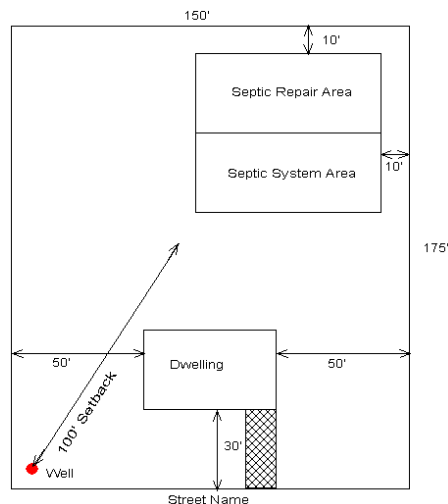 150'
10'
Septic Repair Area
Septic System Area
10'
175'
50'
Dwelling
50'
100' Setback
30'
Well
Street Name